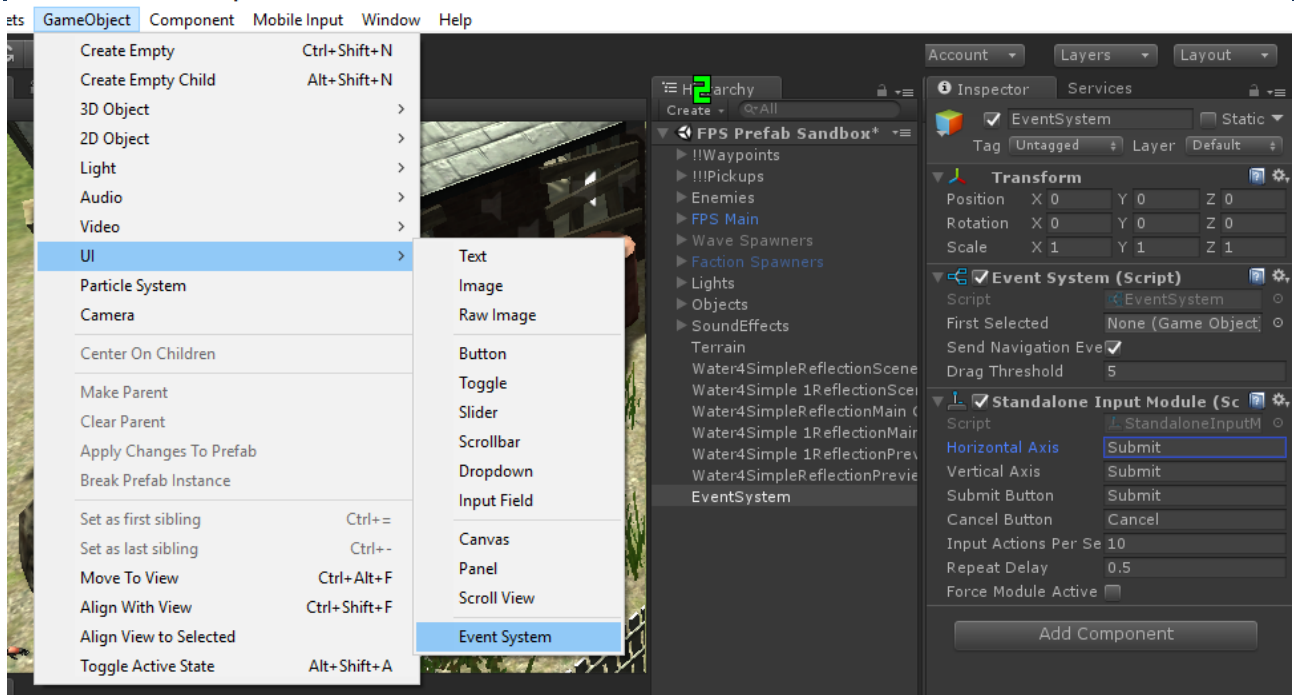 ets GameObject Component Mobile Input Window Help
Create Empty Ctrl+Shift+N
Create Empty Child Alt+Shift+N
3D Object >
2D Object >
Light >
Audio >
Video >
UI >
Particle System
Camera
Center On Children
Make Parent
Clear Parent
Apply Changes To Prefab
Break Prefab Instance
Set as first sibling Ctrl+=
Set as last sibling Ctrl+-
Move To View Ctrl+Alt+F
Align With View Ctrl+Shift+F
Align View to Selected
Toggle Active State Alt+Shift+A
Text
Image
Raw Image
Button
Toggle
Slider
Scrollbar
Dropdown
Input Field
Canvas
Panel
Scroll View
Event System
2
H archy
Create All
FPS Prefab Sandbox*
!!Waypoints
!!!Pickups
Enemies
FPS Main
Wave Spawners
Faction Spawners
Lights
Objects
SoundEffects
Terrain
Water4SimpleReflectionScene
Water4Simple 1ReflectionScen
Water4SimpleReflectionMain C
Water4Simple 1ReflectionMain
Water4Simple 1ReflectionPrev
Water4SimpleReflectionPrevie
EventSystem
Account Layers Layout
Inspector Services
EventSystem Static
Tag Untagged Layer Default
Transform
Position X 0 Y 0 Z 0
Rotation X 0 Y 0 Z 0
Scale X 1 Y 1 Z 1
Event System (Script)
Script EventSystem
First Selected None (Game Object
Send Navigation Eve
Drag Threshold 5
Standalone Input Module (Sc
Script StandaloneInputM
Horizontal Axis Submit
Vertical Axis Submit
Submit Button Submit
Cancel Button Cancel
Input Actions Per Se 10
Repeat Delay 0.5
Force Module Active
Add Component